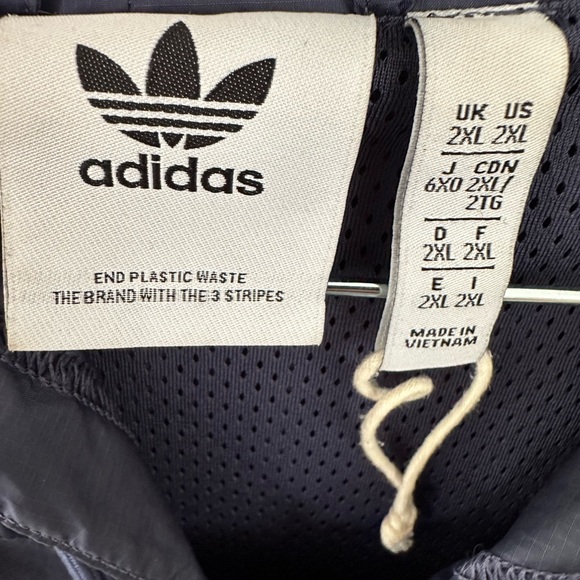 adidas
END PLASTIC WASTE
THE BRAND WITH THE 3 STRIPES
UK US
2XL 2XL
J CDN
6XO 2XL/
2TG
D F
2XL 2XL
E I
2XL 2XL
MADE IN
VIETNAM